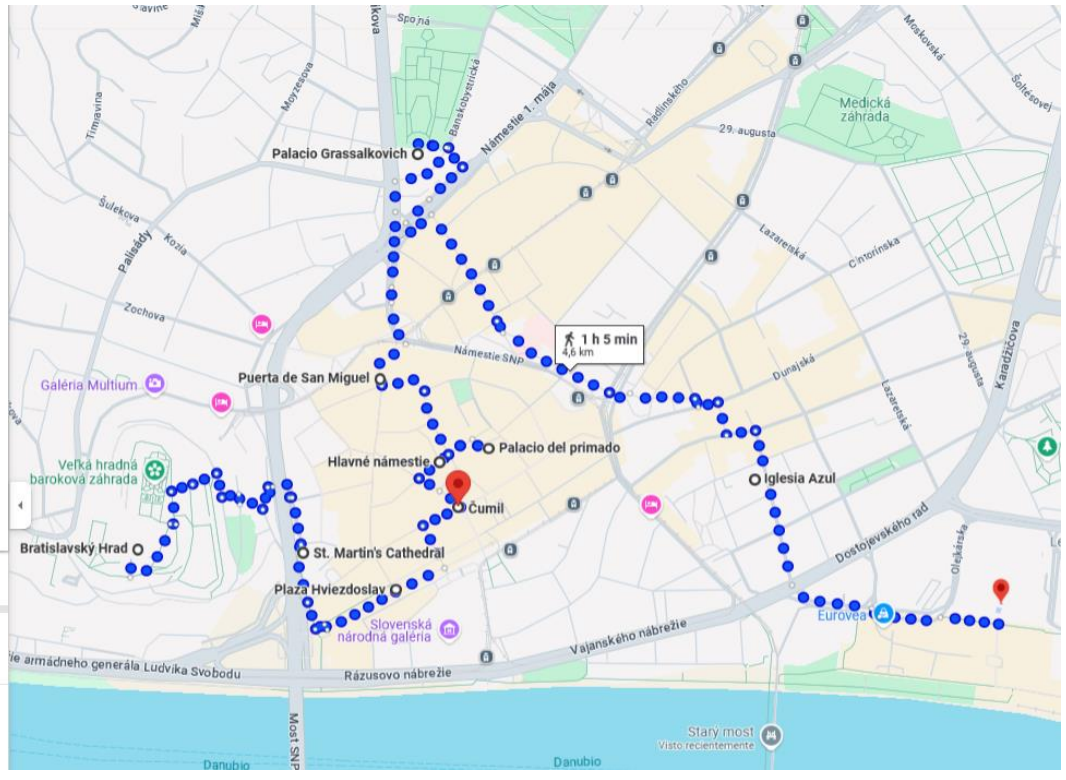 Spojná
Moskovská
Šoltésovej
Banskobystrická
Námestie 1. mája
Radlinského
Moyzesova
Timravina
Medická
záhrada
29. augusta
Palacio Grassalkovich
Šulekova
Kozia
Palisády
Lazaretská
Cintorínska
Zochova
1 h 5 min
4,6 km
Námestie SNP
Karadžičova
29. augusta
Dunajská
Lazaretská
Puerta de San Miguel
Galéria Multium
Palacio del primado
Hlavné námestie
Veľká hradná
baroková záhrada
Iglesia Azul
Čumil
Dostojevského rad
Olejkárska
Bratislavský Hrad
St. Martin's Cathedral
Plaza Hviezdoslav
Eurovea
Slovenská
národná galéria
Vajanského nábrežie
armádneho generála Ludvíka Svobodu
Rázusovo nábrežie
Most SNP
Starý most
Visto recientemente
Danubio
Danubio